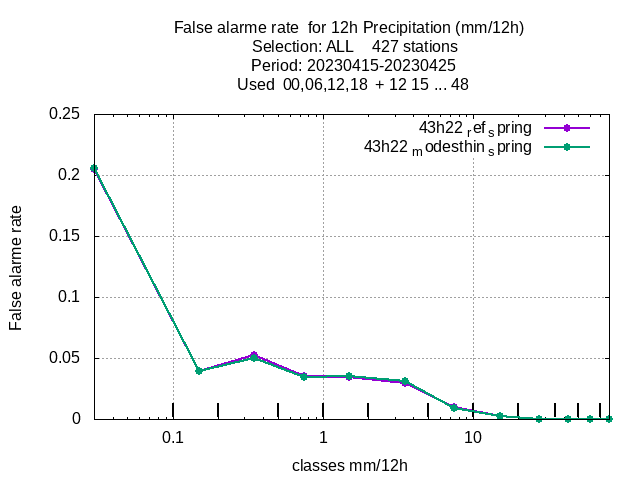 False alarme rate  for 12h Precipitation (mm/12h)
Selection: ALL    427 stations
Period: 20230415-20230425
Used  00,06,12,18  + 12 15 ... 48
43h22 ref spring
43h22 modesthin spring
0.25
0.2
0.15
0.1
0.05
0
False alarme rate
0.1
1
10
classes mm/12h